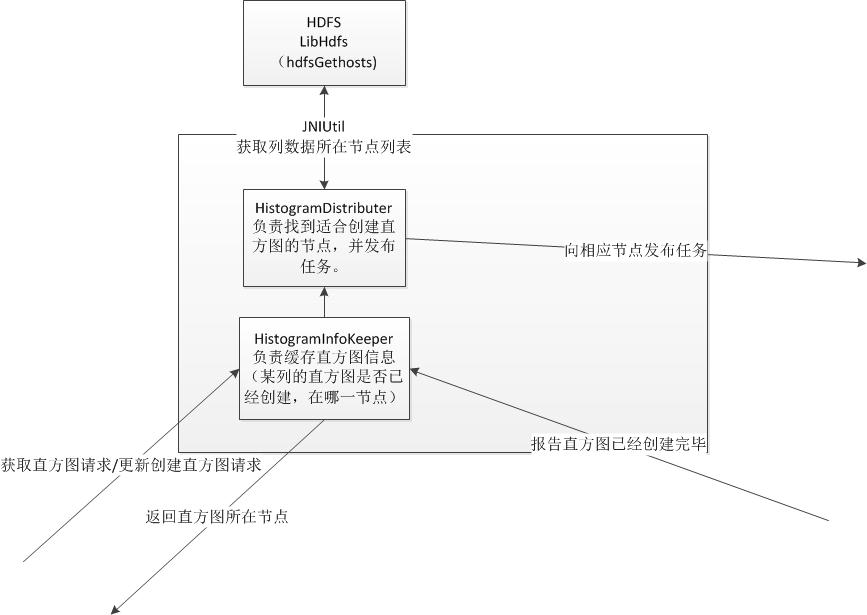 HDFS
LibHdfs
（hdfsGethosts)
JNIUtil
获取列数据所在节点列表
HistogramDistributer
负责找到适合创建直
方图的节点，并发布
任务。
向相应节点发布任务
HistogramInfoKeeper
负责缓存直方图信息
（某列的直方图是否已
经创建，在哪一节点）
报告直方图已经创建完毕
获取直方图请求/更新创建直方图请求
返回直方图所在节点